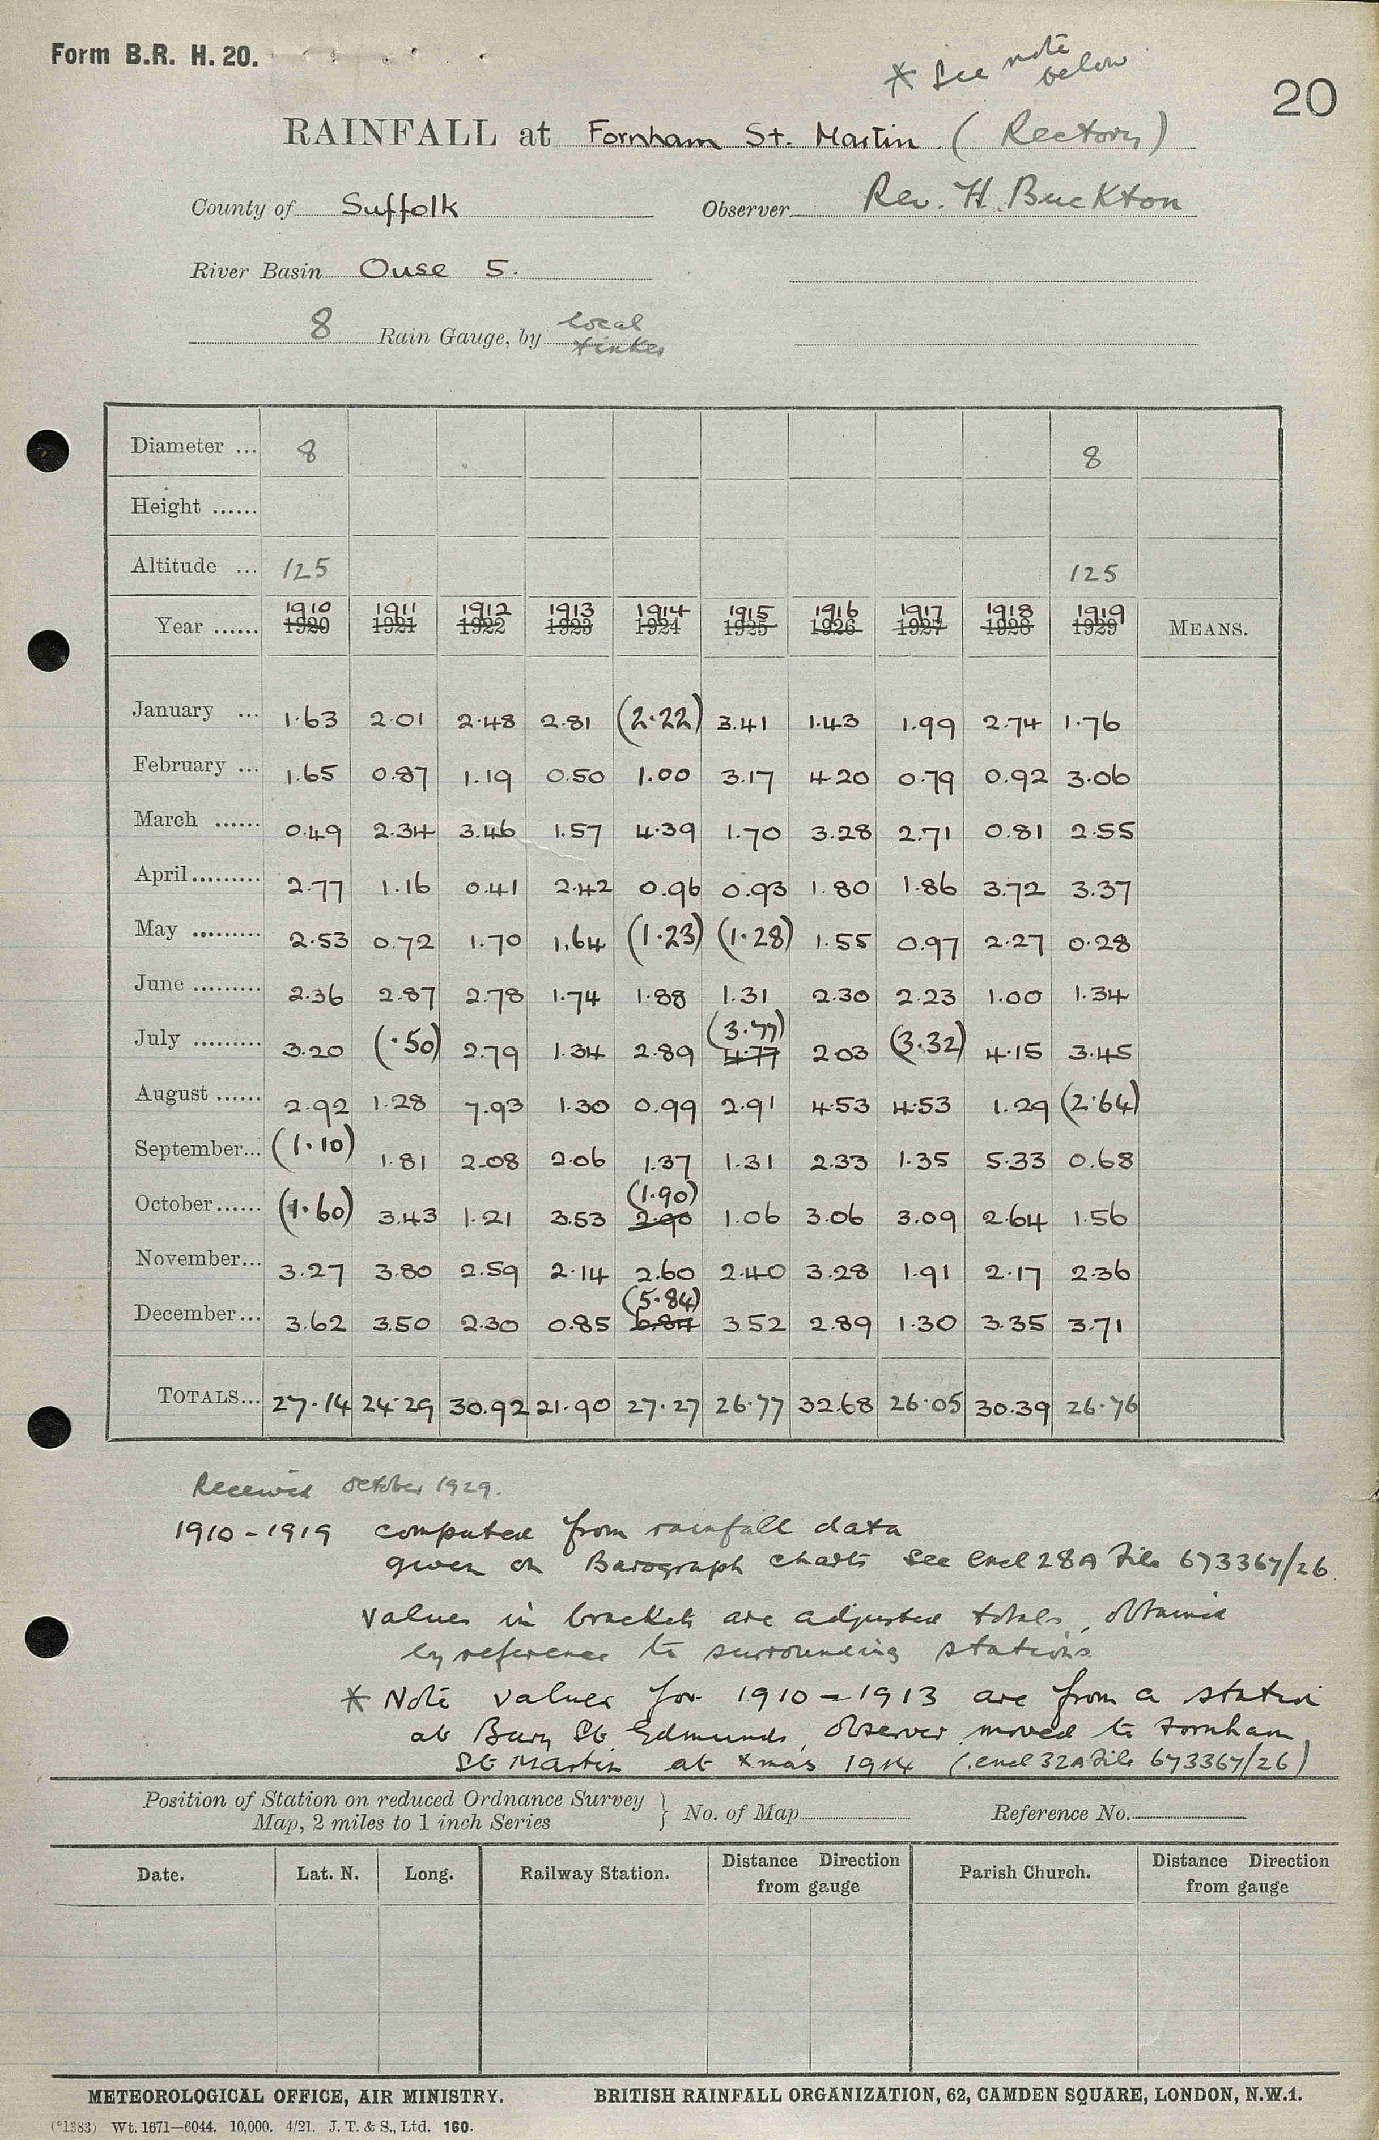 Form B.R. H. 20.
* See note below
20
RAINFALL at Fornham St. Martin (Rectory)
County of Suffolk Observer Rev. H. Buckton
River Basin Ouse 5.
8 Rain Gauge, by local tinker
Diameter ... 8 8
Height ......
Altitude ... 125 125
1910 1911 1912 1913 1914 1915 1916 1917 1918 1919
Year ...... 1920 1921 1922 1923 1924 1925 1926 1927 1928 1929 MEANS.
January ... 1.63 2.01 2.48 2.81 (2.22) 3.41 1.43 1.99 2.74 1.76
February ... 1.65 0.87 1.19 0.50 1.00 3.17 4.20 0.79 0.92 3.06
March ...... 0.49 2.34 3.46 1.57 4.39 1.70 3.28 2.71 0.81 2.55
April ......... 2.77 1.16 0.41 2.42 0.96 0.93 1.80 1.86 3.72 3.37
May ......... 2.53 0.72 1.70 1.64 (1.23) (1.28) 1.55 0.97 2.27 0.28
June ......... 2.36 2.87 2.78 1.74 1.88 1.31 2.30 2.23 1.00 1.34
July ......... 3.20 (.50) 2.79 1.34 2.89 (3.77) 4.77 2.03 (3.32) 4.15 3.45
August ...... 2.92 1.28 7.93 1.30 0.99 2.91 4.53 4.53 1.29 (2.64)
September... (1.10) 1.81 2.08 2.06 1.37 1.31 2.33 1.35 5.33 0.68
October ...... (1.60) 3.43 1.21 3.53 (1.90) 2.90 1.06 3.06 3.09 2.64 1.56
November... 3.27 3.80 2.59 2.14 2.60 2.40 3.28 1.91 2.17 2.36
December... 3.62 3.50 2.30 0.85 (5.84) 6.84 3.52 2.89 1.30 3.35 3.71
TOTALS... 27.14 24.29 30.92 21.90 27.27 26.77 32.68 26.05 30.39 26.76
Received October 1929.
1910-1919 computed from rainfall data
given on Barograph charts See Encl 28A File 673367/26.
Values in brackets are adjusted totals, obtained
by reference to surrounding stations
* Note values for 1910-1913 are from a station
at Bury St Edmunds, observer moved to Fornham
St Martin at Xmas 1914 (encl 32A File 673367/26)
Position of Station on reduced Ordnance Survey
Map, 2 miles to 1 inch Series } No. of Map Reference No.
Date. Lat. N. Long. Railway Station. Distance from gauge Direction Parish Church. Distance from gauge Direction
METEOROLOGICAL OFFICE, AIR MINISTRY. BRITISH RAINFALL ORGANIZATION, 62, CAMDEN SQUARE, LONDON, N.W.1.
(*1383) Wt. 1671—6044. 10,000. 4/21. J. T. & S., Ltd. 160.